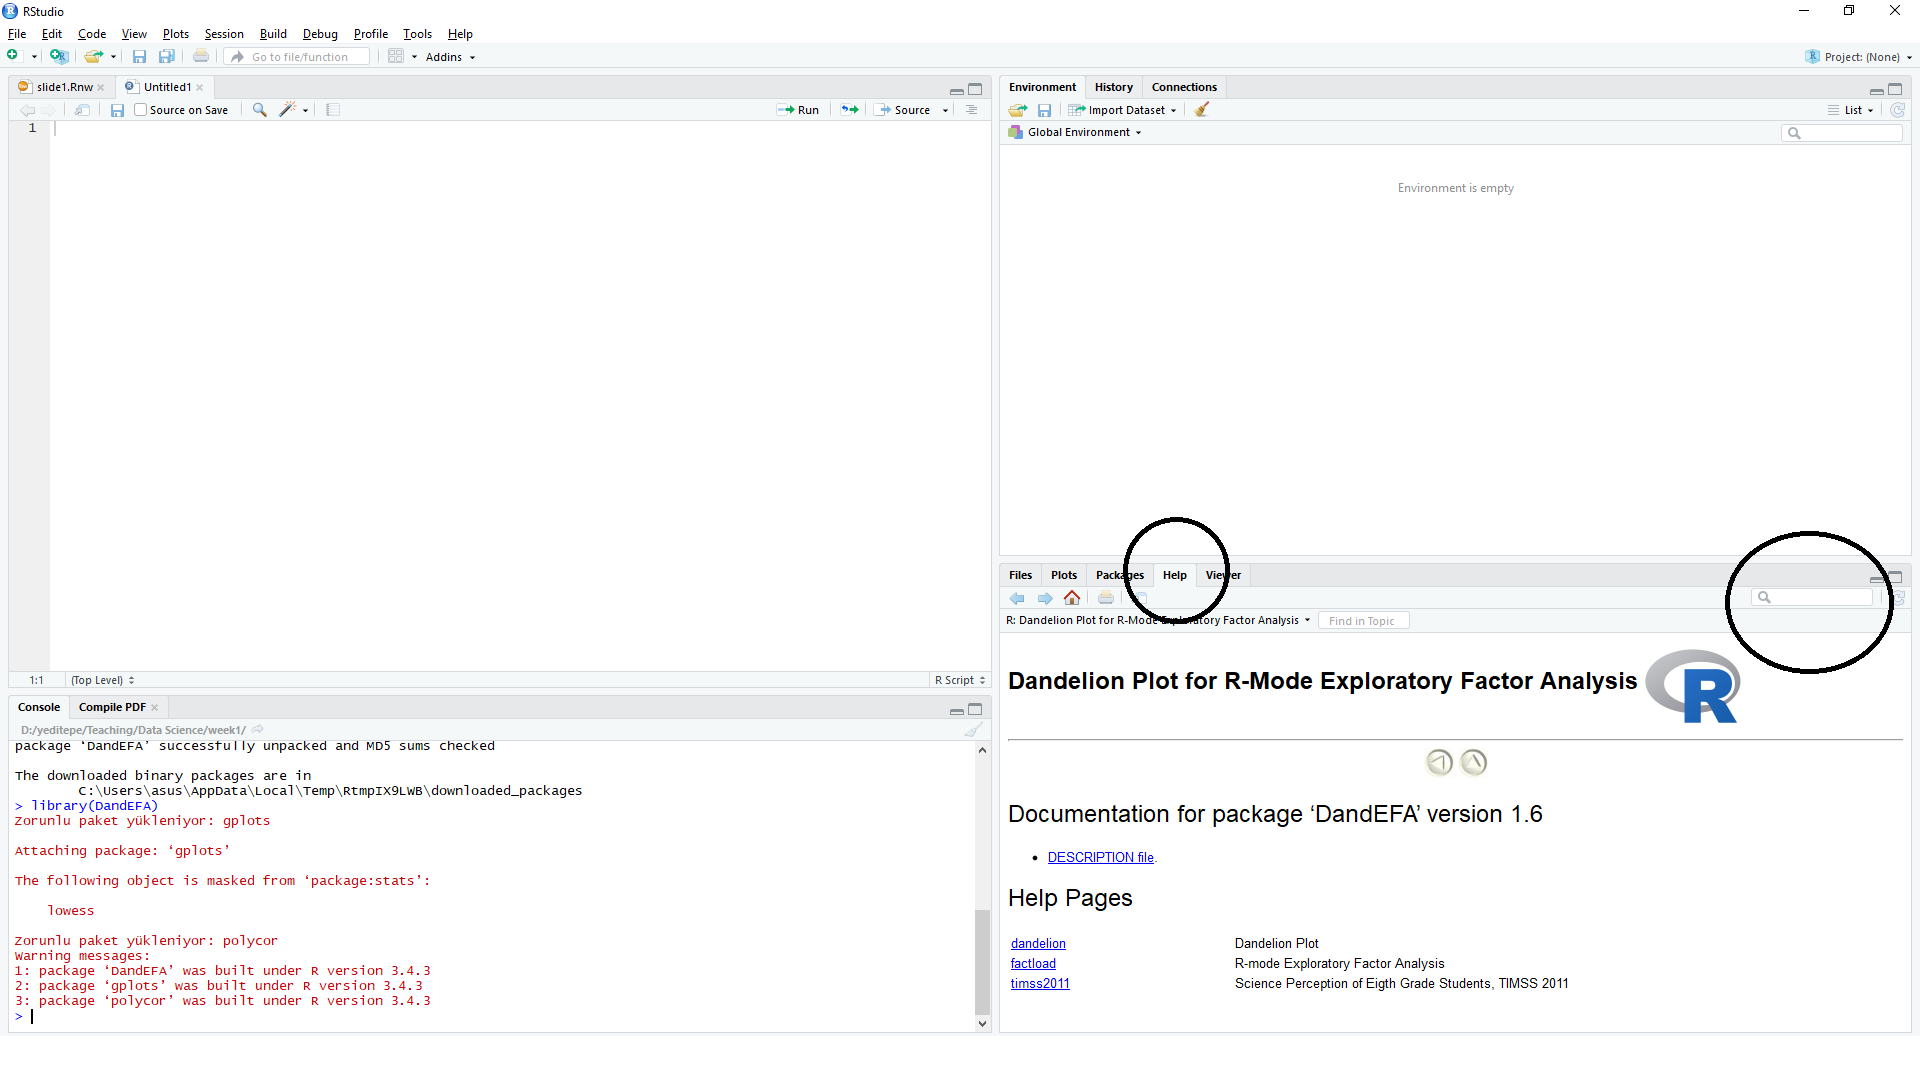 RStudio
File Edit Code View Plots Session Build Debug Profile Tools Help
Go to file/function Addins Project: (None)
slide1.Rnw Untitled1
Source on Save Run Source
1
1:1 (Top Level) R Script
Console Compile PDF
D:/yeditepe/Teaching/Data Science/week1/
package ‘DandEFA’ successfully unpacked and MD5 sums checked
The downloaded binary packages are in
C:\Users\asus\AppData\Local\Temp\RtmpIX9LWB\downloaded_packages
> library(DandEFA)
Zorunlu paket yükleniyor: gplots
Attaching package: ‘gplots’
The following object is masked from ‘package:stats’:
lowess
Zorunlu paket yükleniyor: polycor
Warning messages:
1: package ‘DandEFA’ was built under R version 3.4.3
2: package ‘gplots’ was built under R version 3.4.3
3: package ‘polycor’ was built under R version 3.4.3
>
Environment History Connections
Import Dataset List
Global Environment
Environment is empty
Files Plots Packages Help Viewer
R: Dandelion Plot for R-Mode Exploratory Factor Analysis Find in Topic
Dandelion Plot for R-Mode Exploratory Factor Analysis R
Documentation for package ‘DandEFA’ version 1.6
• DESCRIPTION file.
Help Pages
dandelion Dandelion Plot
factload R-mode Exploratory Factor Analysis
timss2011 Science Perception of Eigth Grade Students, TIMSS 2011